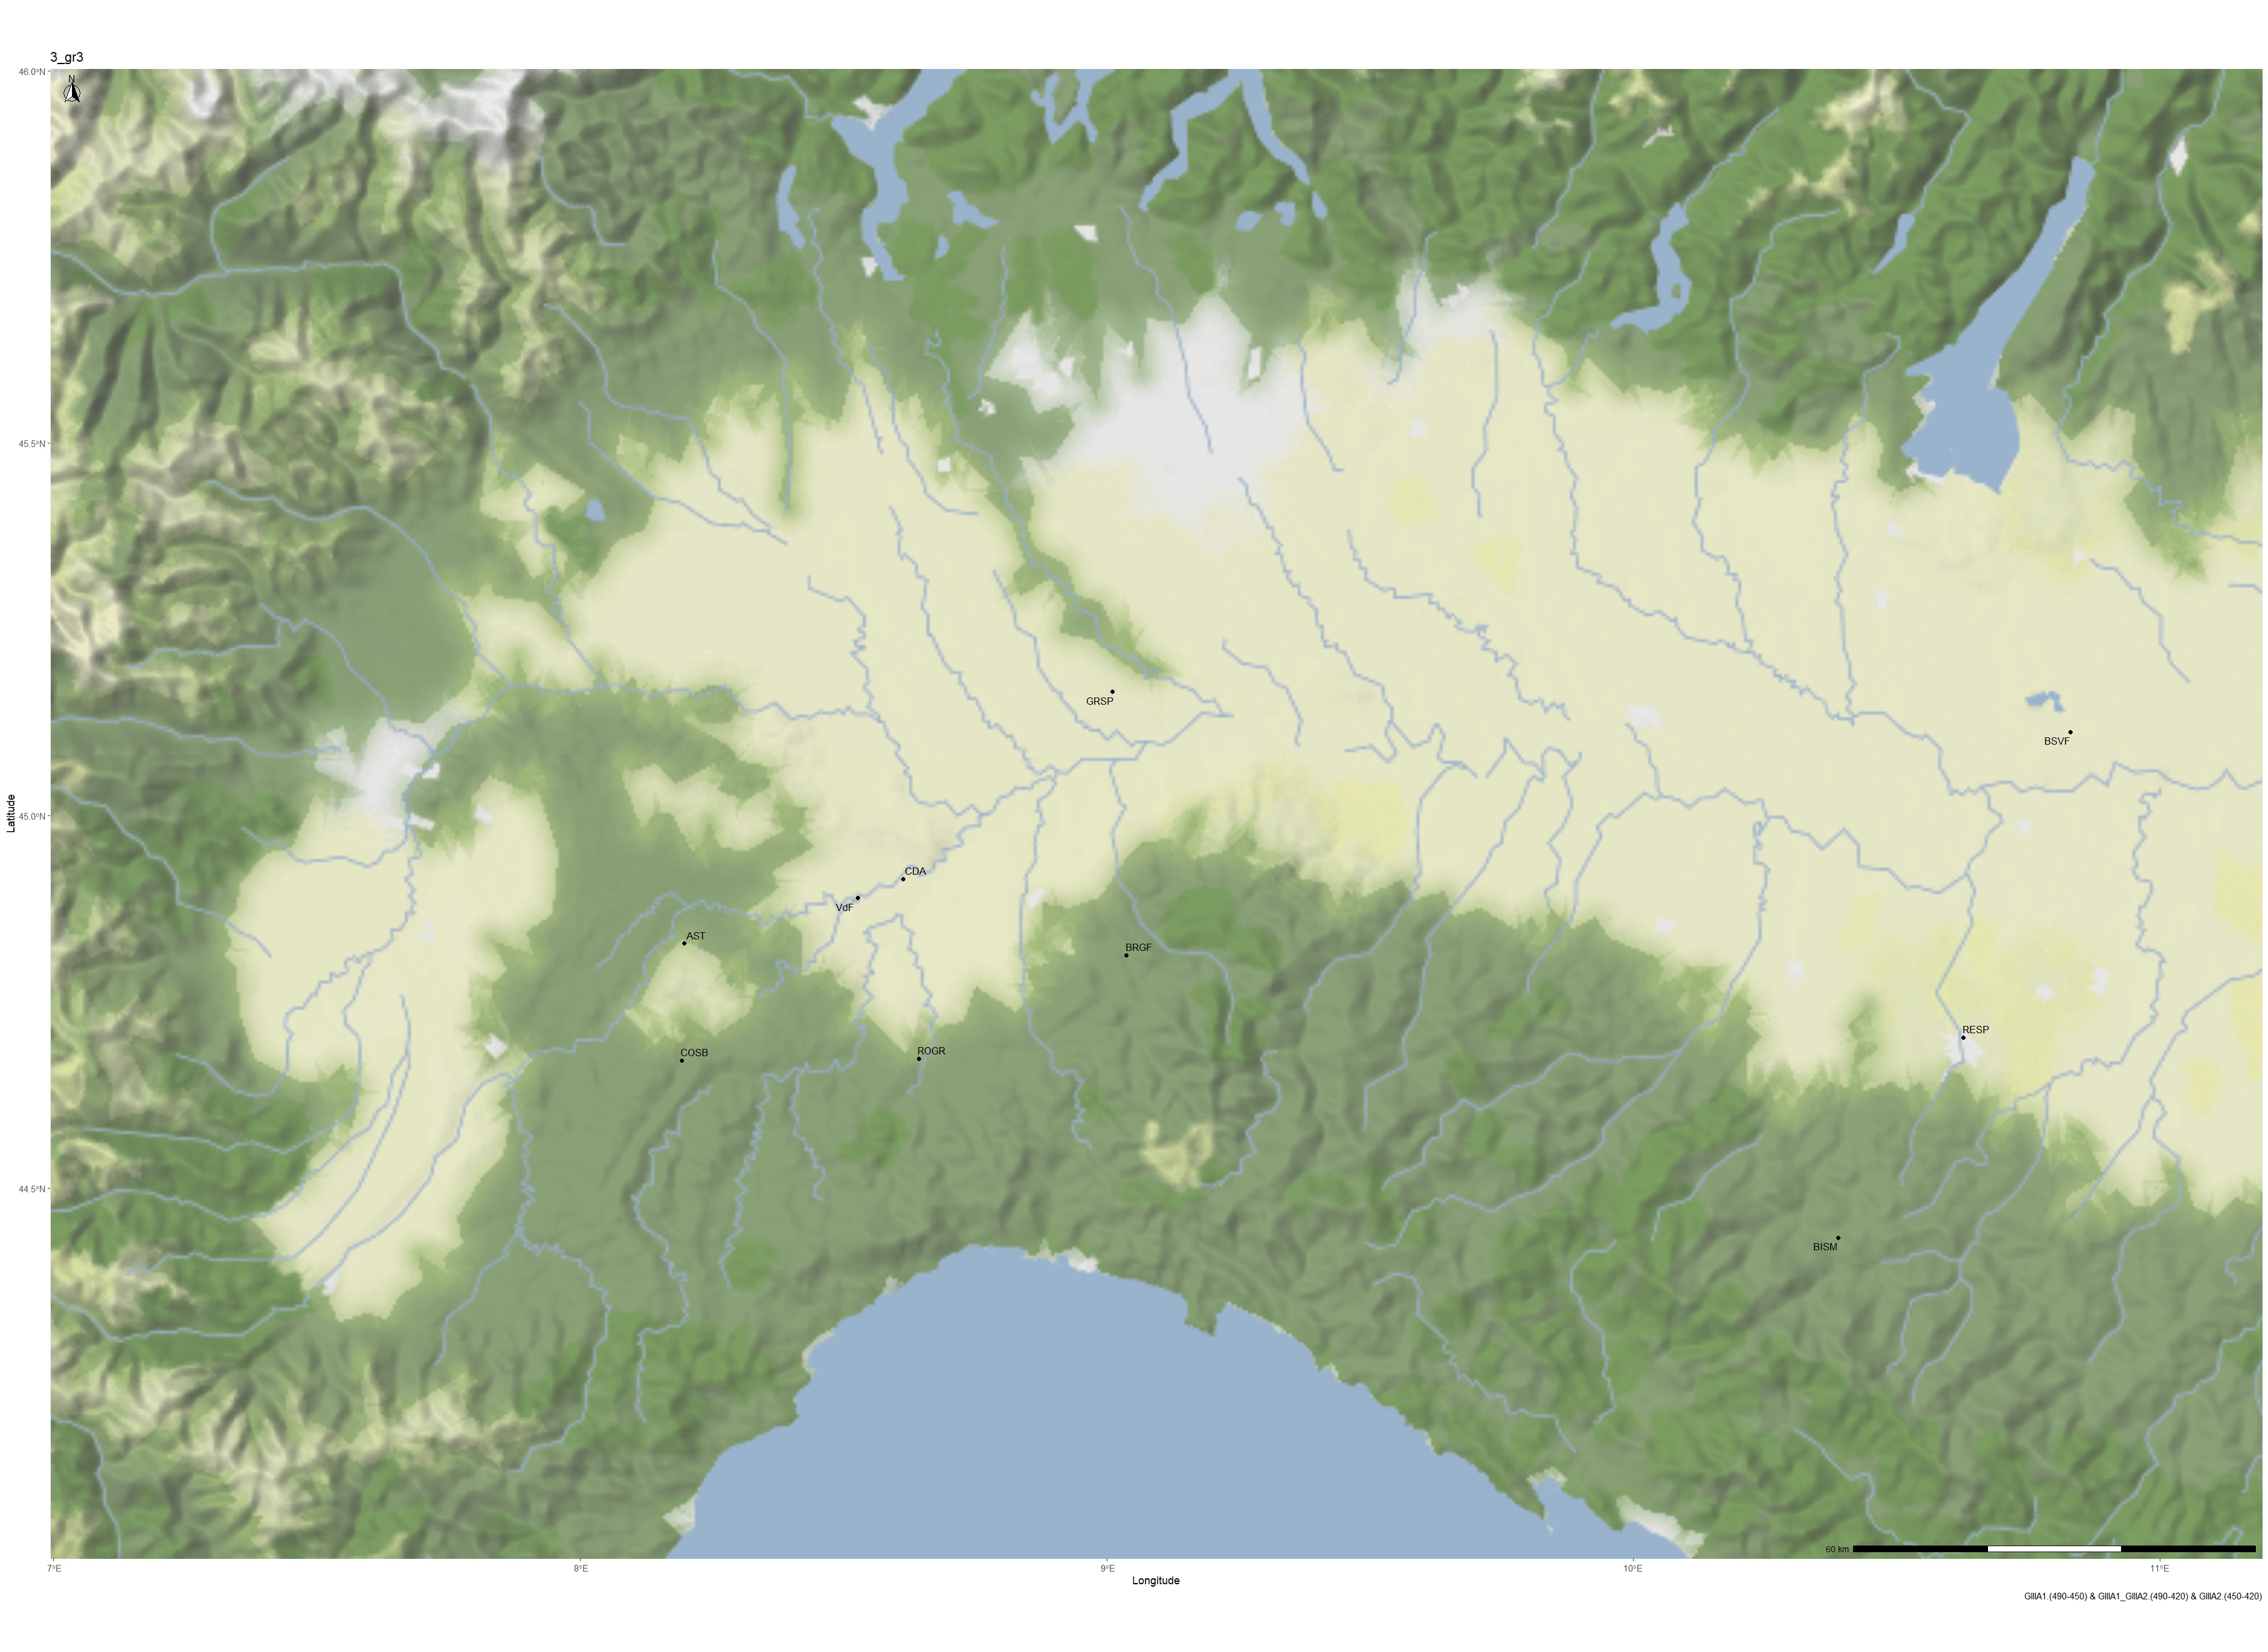 3_gr3
46.0°N
N
45.5°N
GRSP
BSVF
45.0°N
Latitude
CDA
VdF
AST
BRGF
RESP
COSB
ROGR
44.5°N
BISM
60 km
7°E
8°E
9°E
10°E
11°E
Longitude
GIIIA1.(490-450) & GIIIA1_GIIIA2.(490-420) & GIIIA2.(450-420)